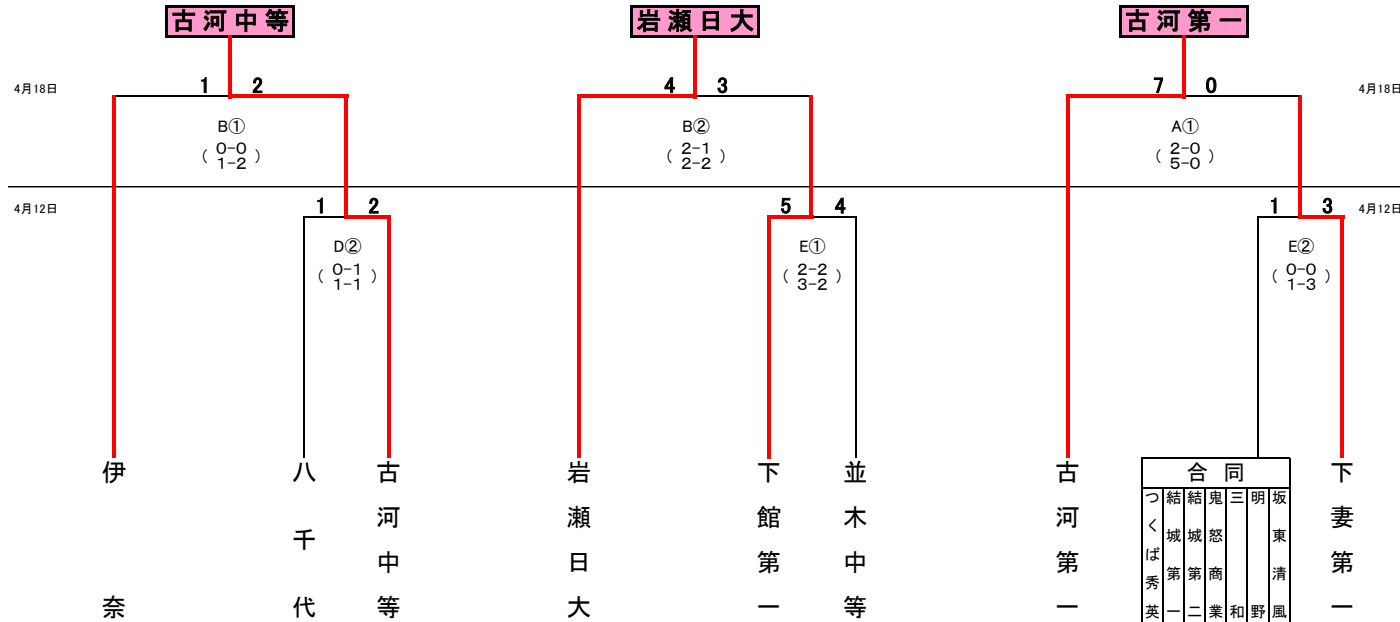 古河中等
岩瀬日大
古河第一
4月18日
1 2
4 3
7 0
4月18日
B①
( 0-0 1-2 )
B②
( 2-1 2-2 )
A①
( 2-0 5-0 )
4月12日
1 2
5 4
1 3
4月12日
D②
( 0-1 1-1 )
E①
( 2-2 3-2 )
E②
( 0-0 1-3 )
伊奈
八千代
古河中等
岩瀬日大
下館第一
並木中等
古河第一
合同
つくば秀英
結城第一
結城第二
鬼怒商業
三和
明野
坂東清風
下妻第一